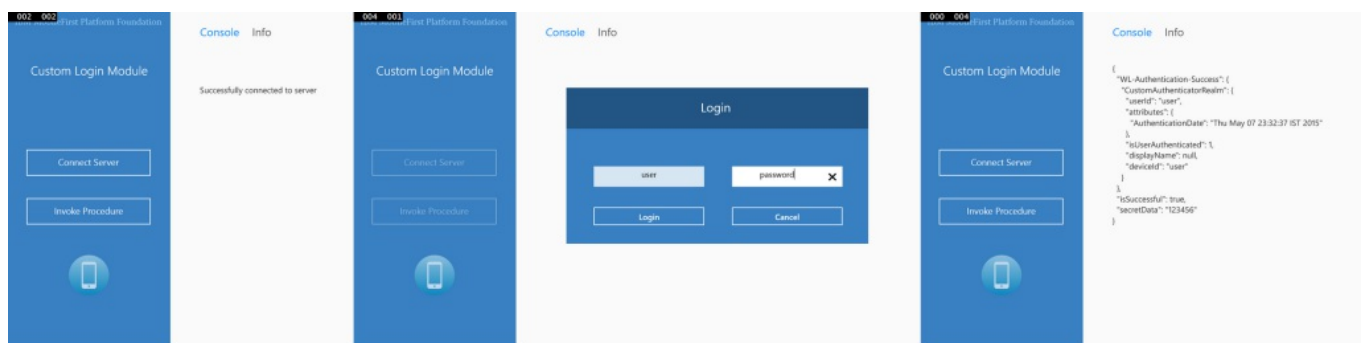 002 002
First Platform Foundation
Custom Login Module
Connect Server
Invoke Procedure
Console Info
Successfully connected to server
004 001
First Platform Foundation
Custom Login Module
Connect Server
Invoke Procedure
Console Info
Login
user
password
Login
Cancel
000 004
First Platform Foundation
Custom Login Module
Connect Server
Invoke Procedure
Console Info
{
"WL-Authentication-Success": {
"CustomAuthenticatorRealm": {
"userId": "user",
"attributes": {
"AuthenticationDate": "Thu May 07 23:32:37 IST 2015"
},
"isUserAuthenticated": 1,
"displayName": null,
"deviceId": "user"
}
},
"isSuccessful": true,
"secretData": "123456"
}